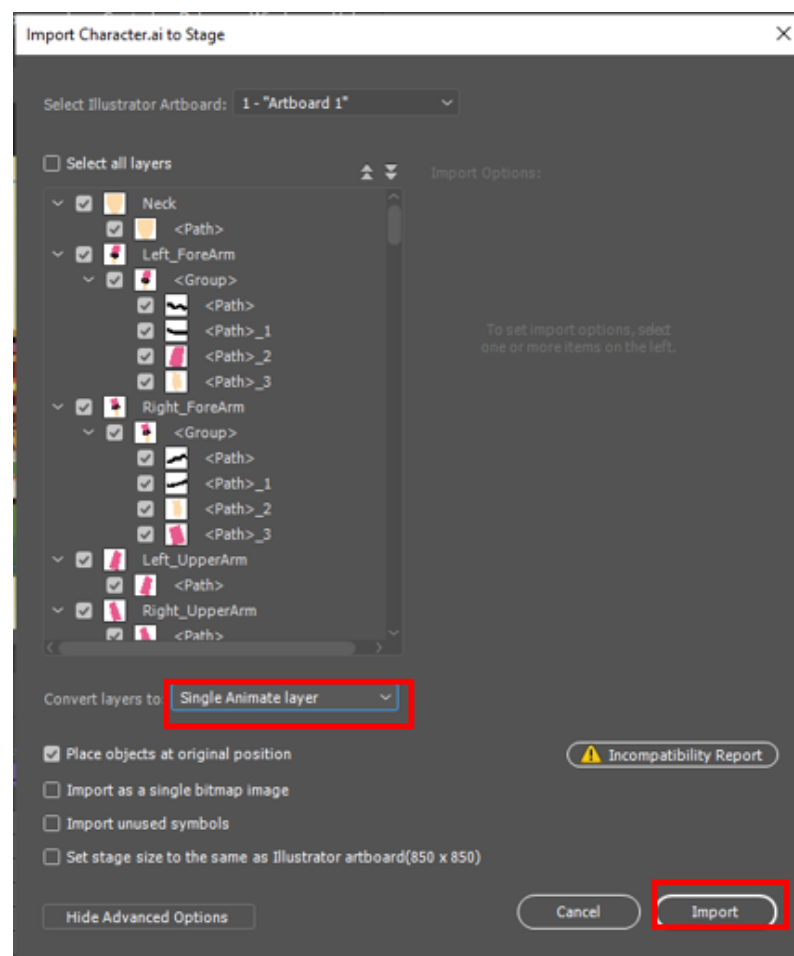 Import Character.ai to Stage
Select Illustrator Artboard: 1 - "Artboard 1"
Select all layers
Import Options:
Neck
<Path>
Left_ForeArm
<Group>
<Path>
<Path>_1
<Path>_2
<Path>_3
Right_ForeArm
<Group>
<Path>
<Path>_1
<Path>_2
<Path>_3
Left_UpperArm
<Path>
Right_UpperArm
<Path>
To set import options, select
one or more items on the left.
Convert layers to: Single Animate layer
Place objects at original position
Incompatibility Report
Import as a single bitmap image
Import unused symbols
Set stage size to the same as Illustrator artboard(850 x 850)
Hide Advanced Options
Cancel
Import